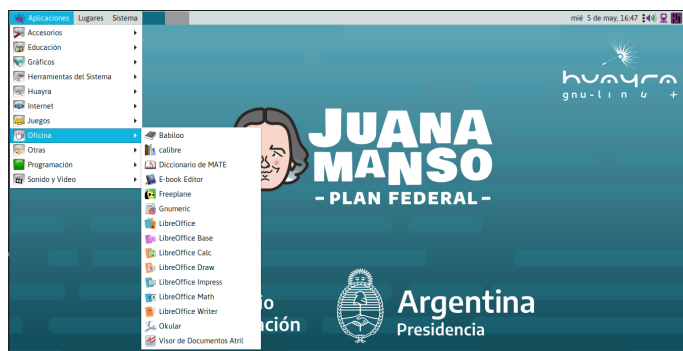 Aplicaciones Lugares Sistema
mié 5 de may, 16:47
Accesorios
Educación
Gráficos
Herramientas del Sistema
Huayra
Internet
Juegos
Oficina
Otras
Programación
Sonido y Video
Babiloo
calibre
Diccionario de MATE
E-book Editor
Freeplane
Gnumeric
LibreOffice
LibreOffice Base
LibreOffice Calc
LibreOffice Draw
LibreOffice Impress
LibreOffice Math
LibreOffice Writer
Okular
Visor de Documentos Atril
huayra
gnu-linux +
JUANA
MANSO
- PLAN FEDERAL -
io
ación
Argentina
Presidencia